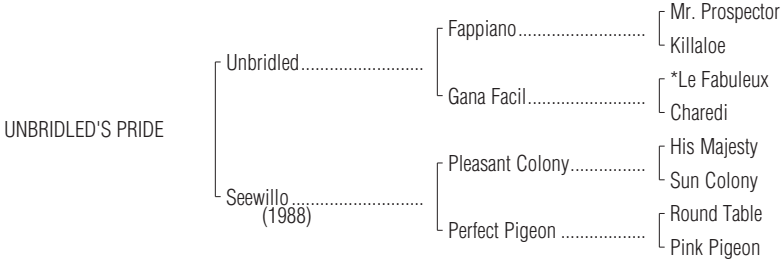 Mr. Prospector
Fappiano
Killaloe
Unbridled
*Le Fabuleux
Gana Facil
Charedi
UNBRIDLED'S PRIDE
His Majesty
Pleasant Colony
Sun Colony
Seewillo
(1988)
Round Table
Perfect Pigeon
Pink Pigeon